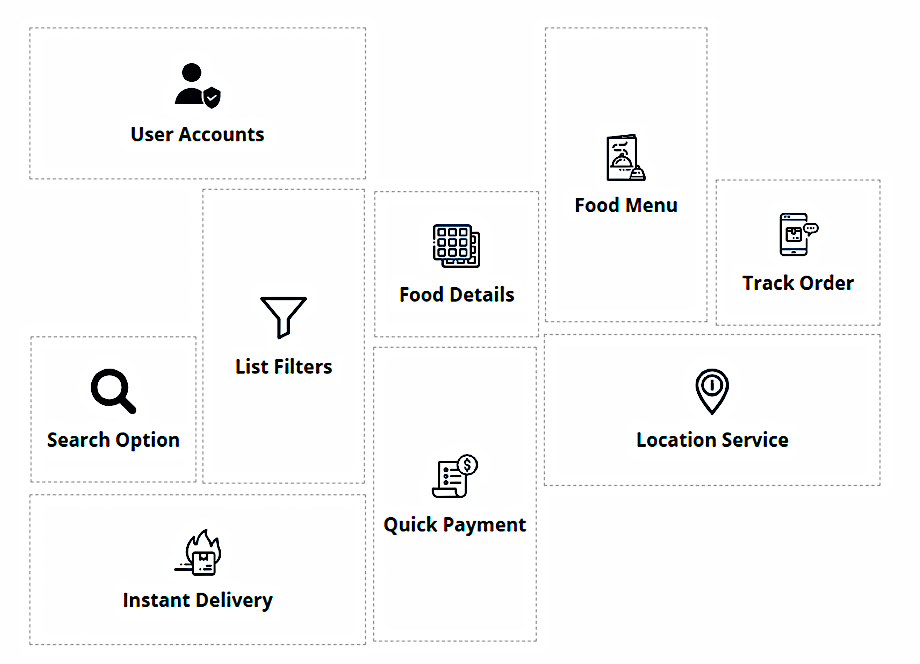 User Accounts
Food Menu
Food Details
Track Order
List Filters
Search Option
Location Service
Quick Payment
Instant Delivery